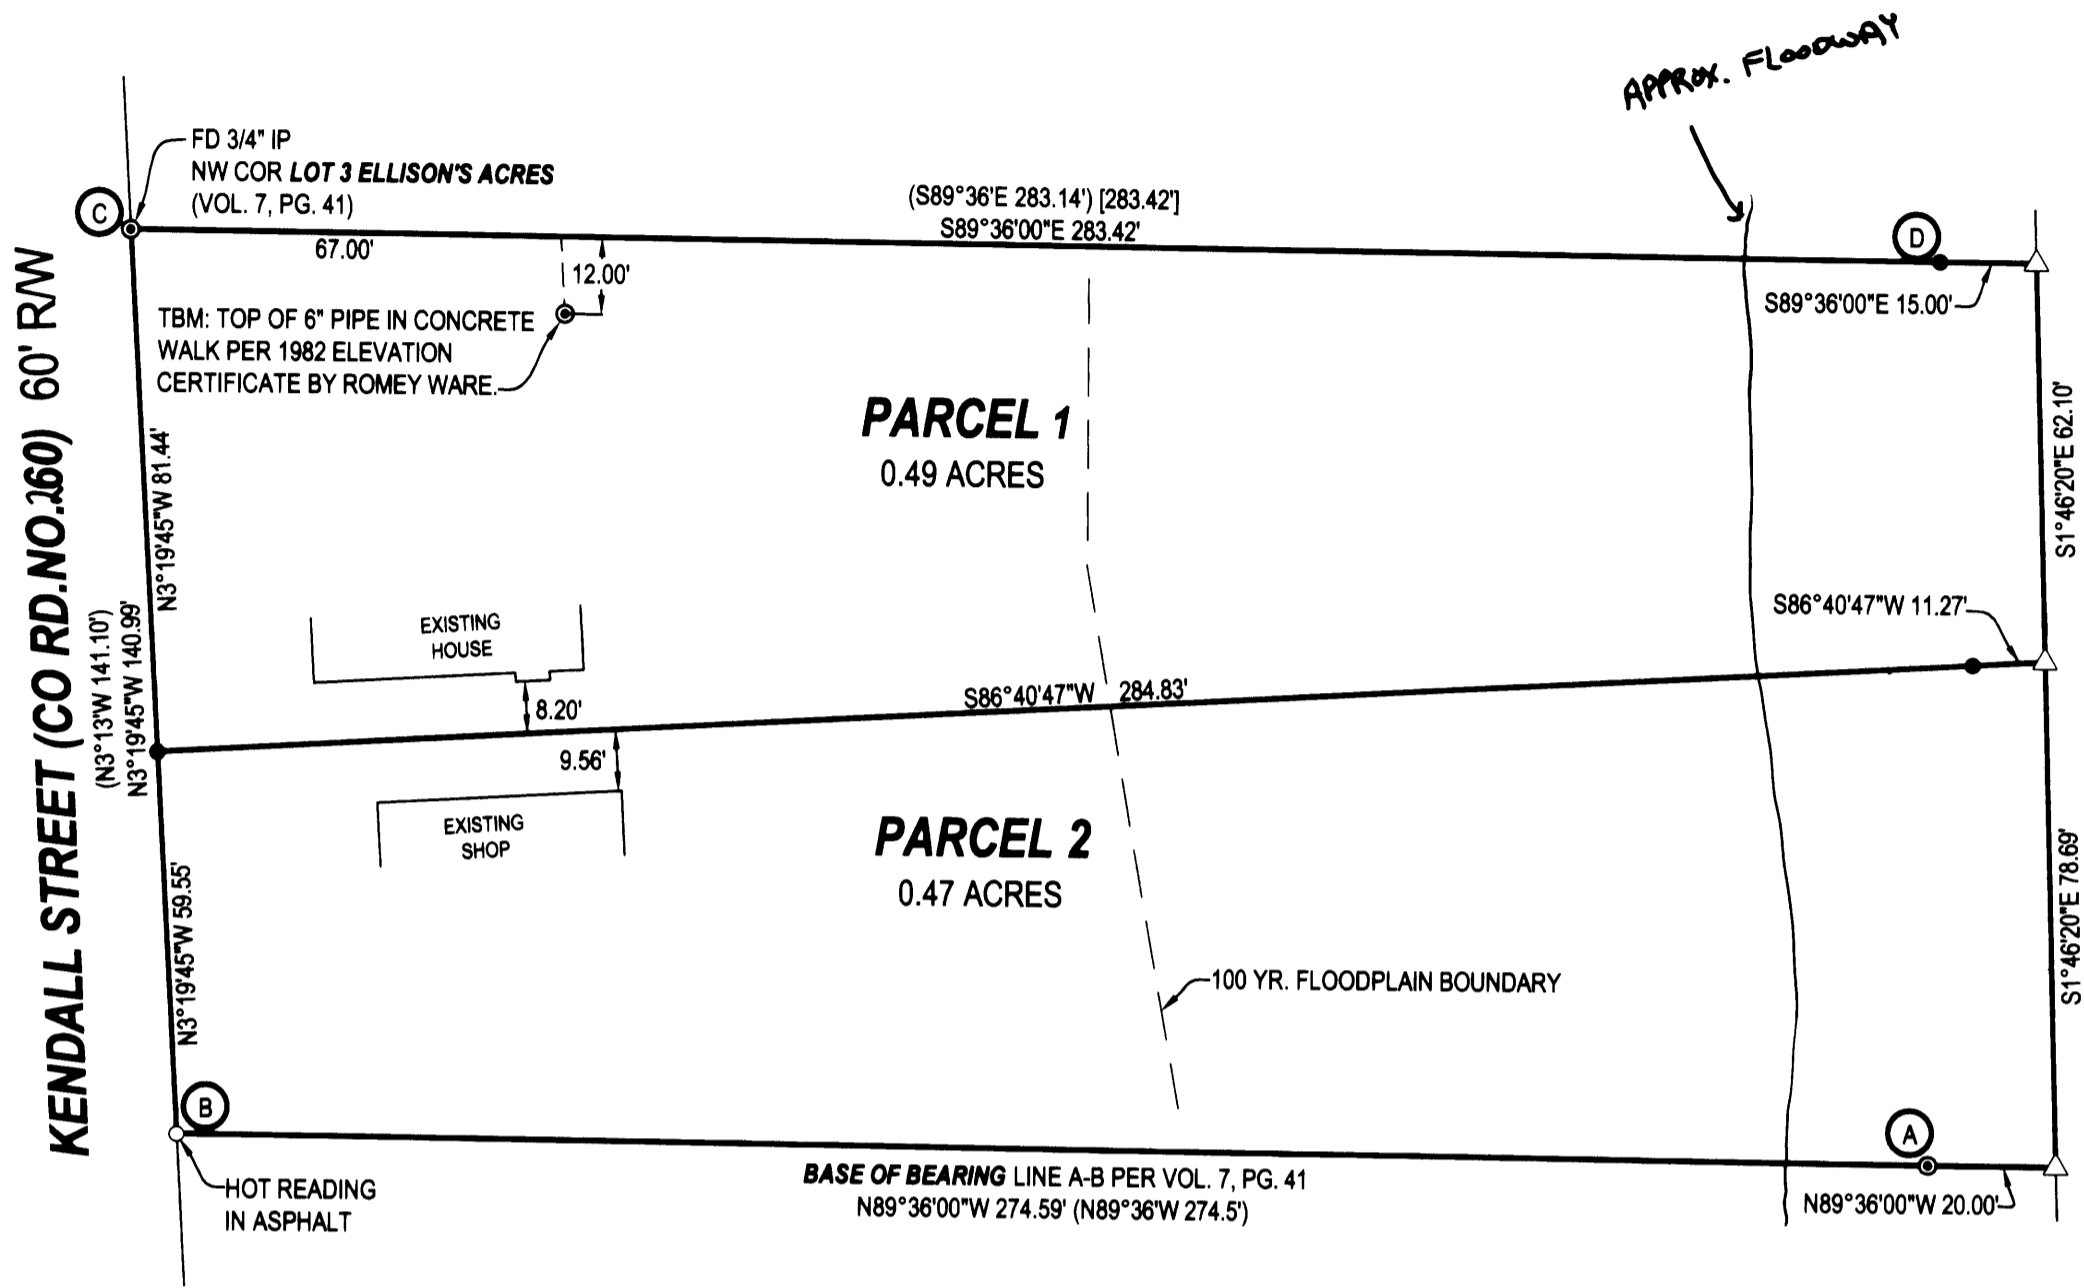 APPROX. FLOODWAY
FD 3/4" IP
NW COR LOT 3 ELLISON'S ACRES
(VOL. 7, PG. 41)
C
(S89°36'E 283.14') [283.42']
S89°36'00"E 283.42'
D
67.00'
12.00'
S89°36'00"E 15.00'
TBM: TOP OF 6" PIPE IN CONCRETE
WALK PER 1982 ELEVATION
CERTIFICATE BY ROMEY WARE.
KENDALL STREET (CO RD.NO.260) 60' R/W
PARCEL 1
0.49 ACRES
N3°19'45"W 81.44'
S1°46'20"E 62.10'
(N3°13'W 141.10')
N3°19'45"W 140.99'
EXISTING
HOUSE
S86°40'47"W 11.27'
S86°40'47"W 284.83'
8.20'
9.56'
EXISTING
SHOP
PARCEL 2
0.47 ACRES
N3°19'45"W 59.55'
S1°46'20"E 78.69'
100 YR. FLOODPLAIN BOUNDARY
B
A
HOT READING
IN ASPHALT
BASE OF BEARING LINE A-B PER VOL. 7, PG. 41
N89°36'00"W 274.59' (N89°36'W 274.5')
N89°36'00"W 20.00'